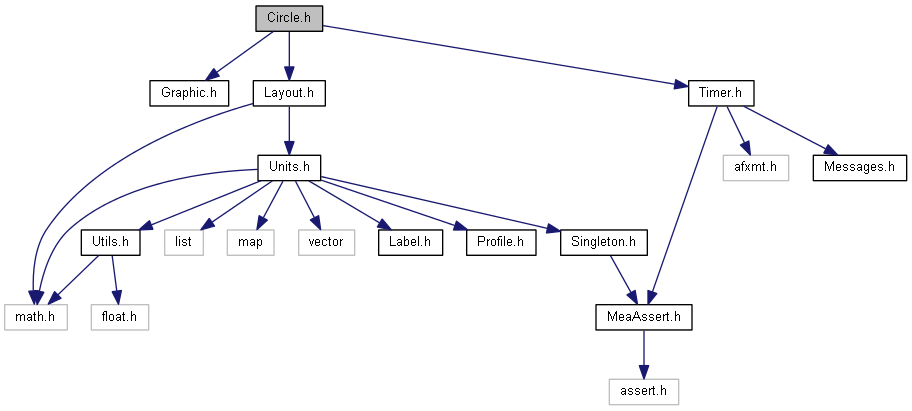 Circle.h
Graphic.h
Layout.h
Timer.h
Units.h
afxmt.h
Messages.h
Utils.h
list
map
vector
Label.h
Profile.h
Singleton.h
math.h
float.h
MeaAssert.h
assert.h